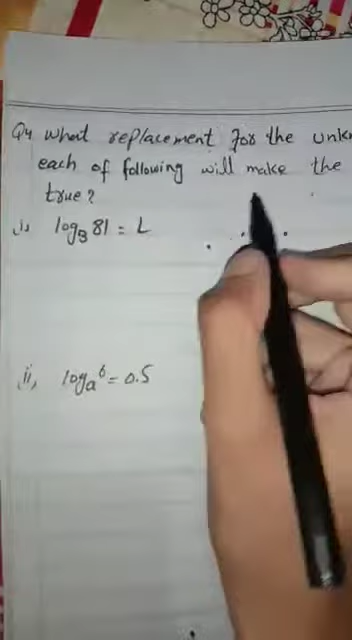 Q4 What replacement for the
each of following will make the
true?
i, log₃ 81 = L
ii, logₐ 6 = 0.5